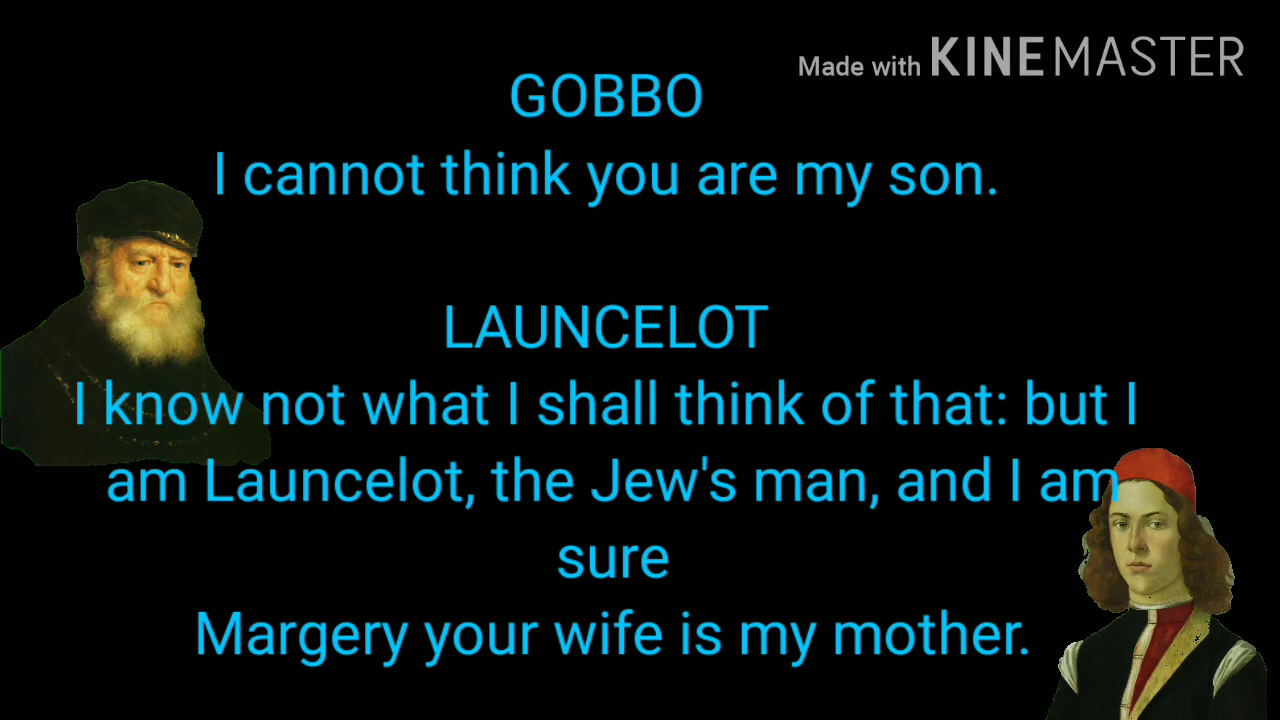 Made with KINEMASTER
GOBBO
I cannot think you are my son.
LAUNCELOT
I know not what I shall think of that: but I
am Launcelot, the Jew's man, and I am
sure
Margery your wife is my mother.